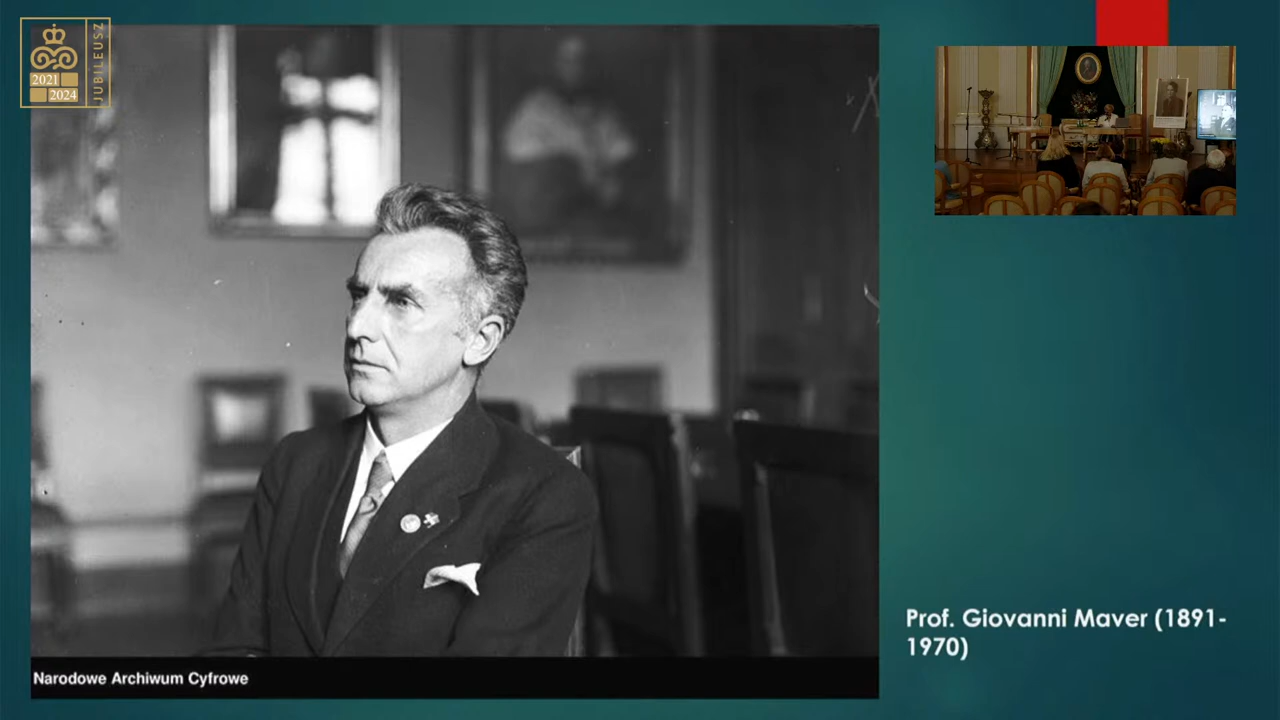 JUBILEUSZ
2021
2024
Prof. Giovanni Maver (1891-
1970)
Narodowe Archiwum Cyfrowe